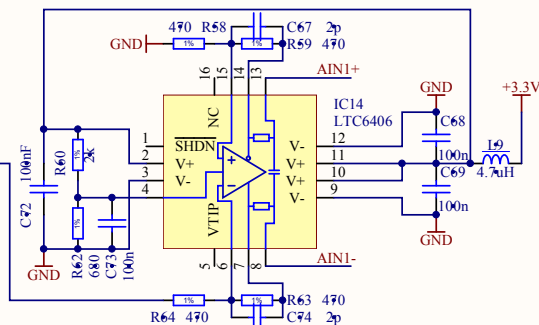 470 R58 C67 2p
GND 1% 1% R59 470
16 15 14 13 AIN1+
+3.3V
NC IC14
LTC6406
GND
C68
100n
1 SHDN V- 12
2 V+ V+ 11
3 V- V+ 10
4 V- 9
L9
4.7uH
C69
100n
GND
100nF
C72
R60
1%
2k
1%
R62
680
C73
100n
GND
VTIP
5 6 7 8 AIN1-
1% 1% R63 470
R64 470 C74 2p